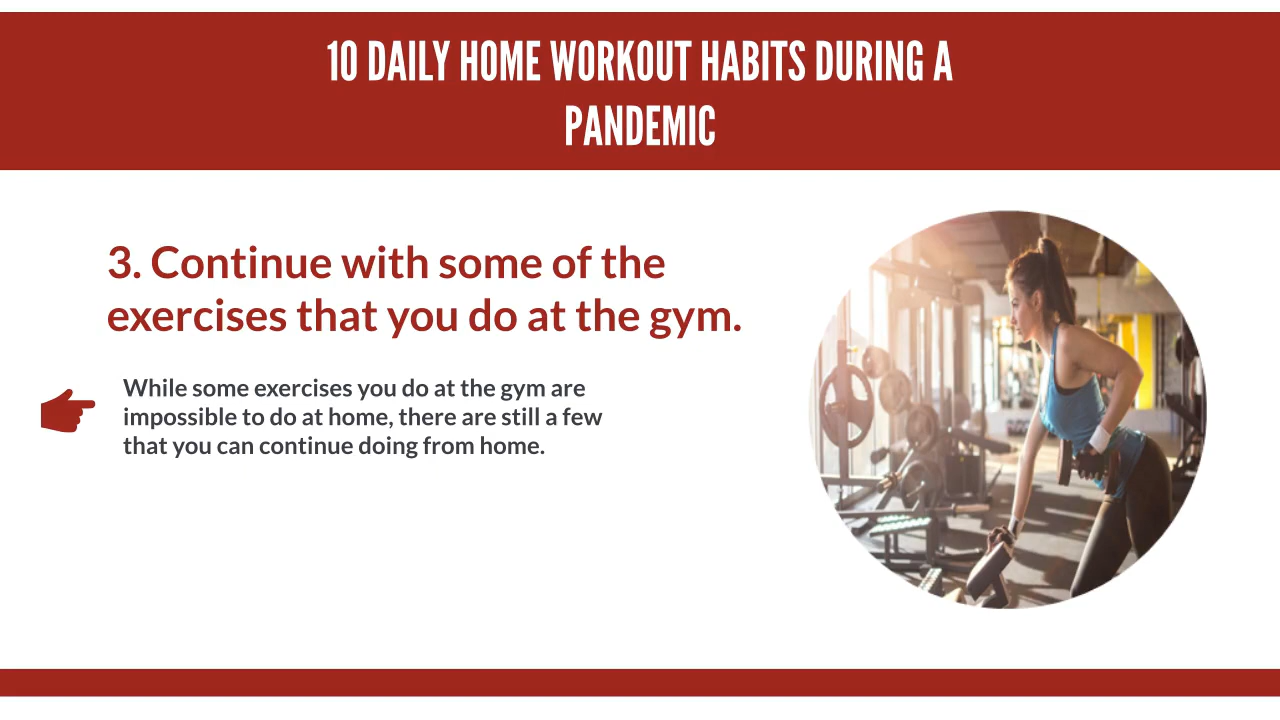 10 DAILY HOME WORKOUT HABITS DURING A
PANDEMIC
3. Continue with some of the
exercises that you do at the gym.
While some exercises you do at the gym are
impossible to do at home, there are still a few
that you can continue doing from home.